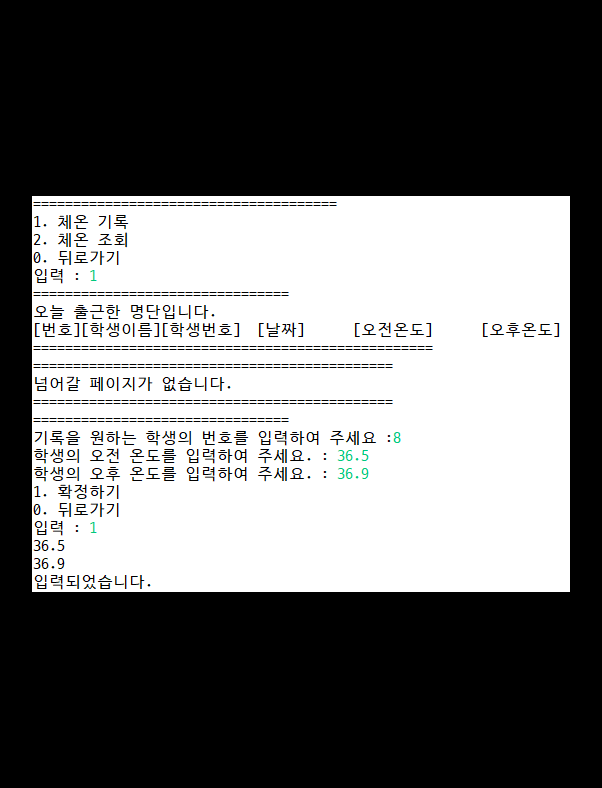 ======================================
1. 체온 기록
2. 체온 조회
0. 뒤로가기
입력 : 1
================================
오늘 출근한 명단입니다.
[번호][학생이름][학생번호]  [날짜]      [오전온도]      [오후온도]
==================================================
=============================================
넘어갈 페이지가 없습니다.
=============================================
================================
기록을 원하는 학생의 번호를 입력하여 주세요 :8
학생의 오전 온도를 입력하여 주세요. : 36.5
학생의 오후 온도를 입력하여 주세요. : 36.9
1. 확정하기
0. 뒤로가기
입력 : 1
36.5
36.9
입력되었습니다.